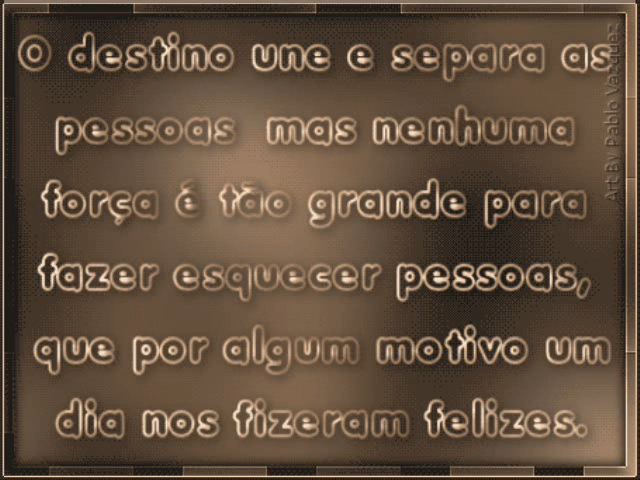 O destino une e separa as
pessoas mas nenhuma
força é tão grande para
fazer esquecer pessoas,
que por algum motivo um
dia nos fizeram felizes.
Art By Pablo Vazquez